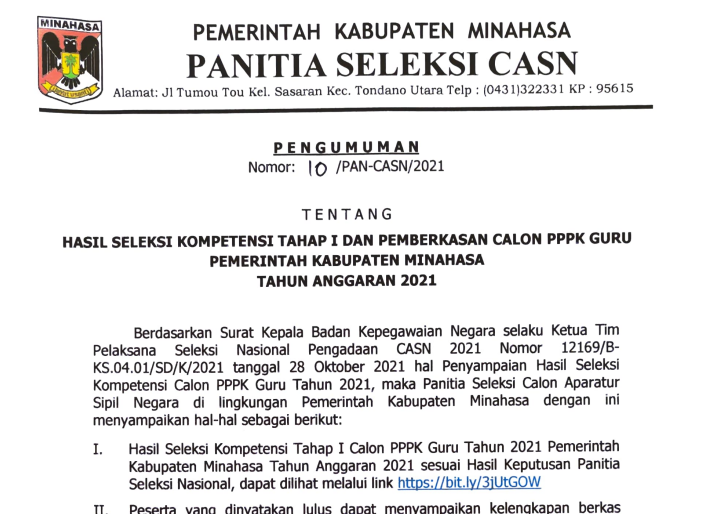 MINAHASA
PEMERINTAH KABUPATEN MINAHASA
PANITIA SELEKSI CASN
Alamat: Jl Tumou Tou Kel. Sasaran Kec. Tondano Utara Telp : (0431)322331 KP : 95615
PENGUMUMAN
Nomor: 10 /PAN-CASN/2021
TENTANG
HASIL SELEKSI KOMPETENSI TAHAP I DAN PEMBERKASAN CALON PPPK GURU
PEMERINTAH KABUPATEN MINAHASA
TAHUN ANGGARAN 2021
Berdasarkan Surat Kepala Badan Kepegawaian Negara selaku Ketua Tim
Pelaksana Seleksi Nasional Pengadaan CASN 2021 Nomor 12169/B-
KS.04.01/SD/K/2021 tanggal 28 Oktober 2021 hal Penyampaian Hasil Seleksi
Kompetensi Calon PPPK Guru Tahun 2021, maka Panitia Seleksi Calon Aparatur
Sipil Negara di lingkungan Pemerintah Kabupaten Minahasa dengan ini
menyampaikan hal-hal sebagai berikut:
I. Hasil Seleksi Kompetensi Tahap I Calon PPPK Guru Tahun 2021 Pemerintah
Kabupaten Minahasa Tahun Anggaran 2021 sesuai Hasil Keputusan Panitia
Seleksi Nasional, dapat dilihat melalui link https://bit.ly/3jUtGOW
II. Peserta yang dinyatakan lulus dapat menyampaikan kelengkapan berkas